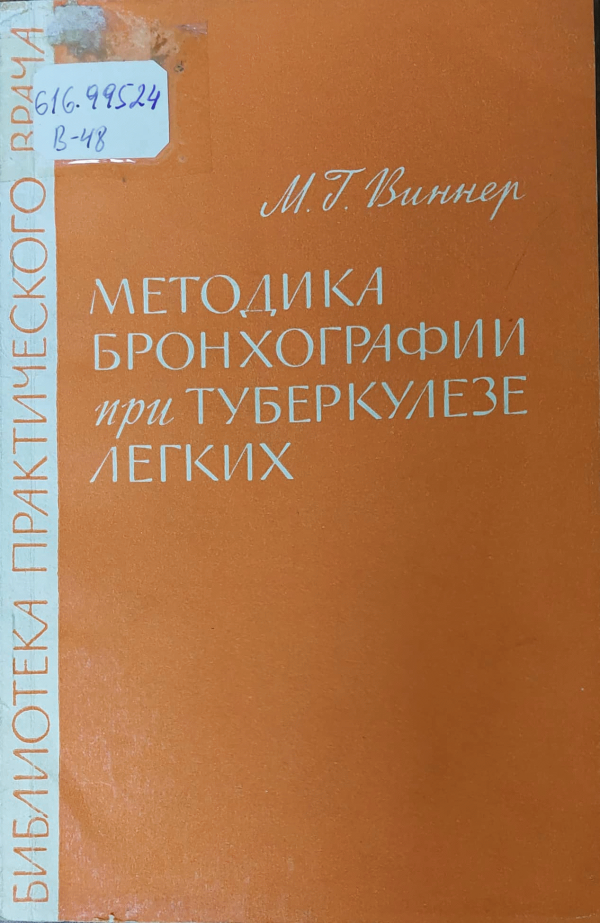 616.99524
В-48
М. Г. Виннер
МЕТОДИКА
БРОНХОГРАФИИ
при ТУБЕРКУЛЕЗЕ
ЛЕГКИХ
БИБЛИОТЕКА ПРАКТИЧЕСКОГО ВРАЧА